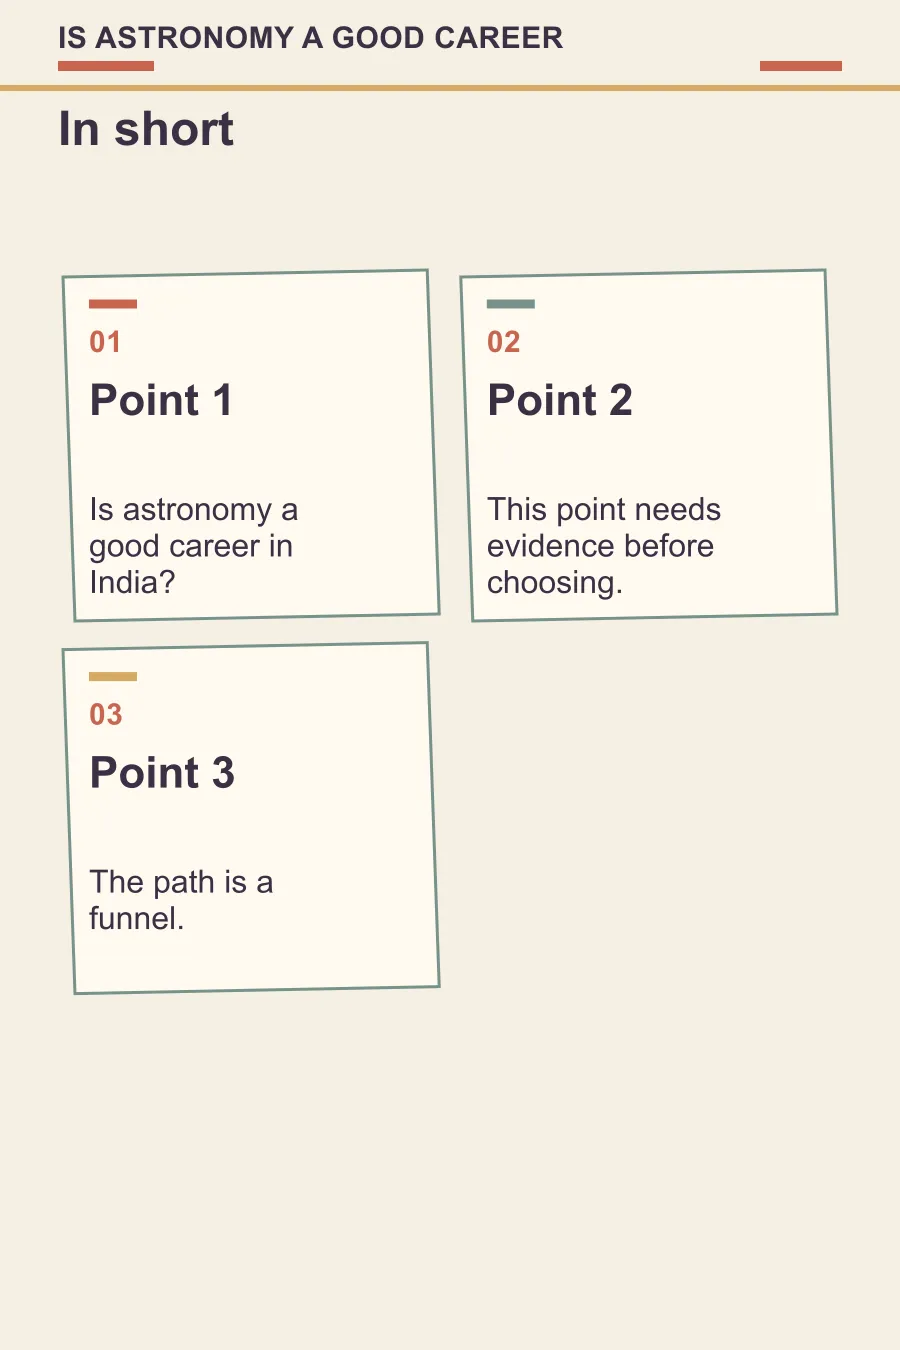 IS ASTRONOMY A GOOD CAREER
In short
01
Point 1
Is astronomy a
good career in
India?
02
Point 2
This point needs
evidence before
choosing.
03
Point 3
The path is a
funnel.